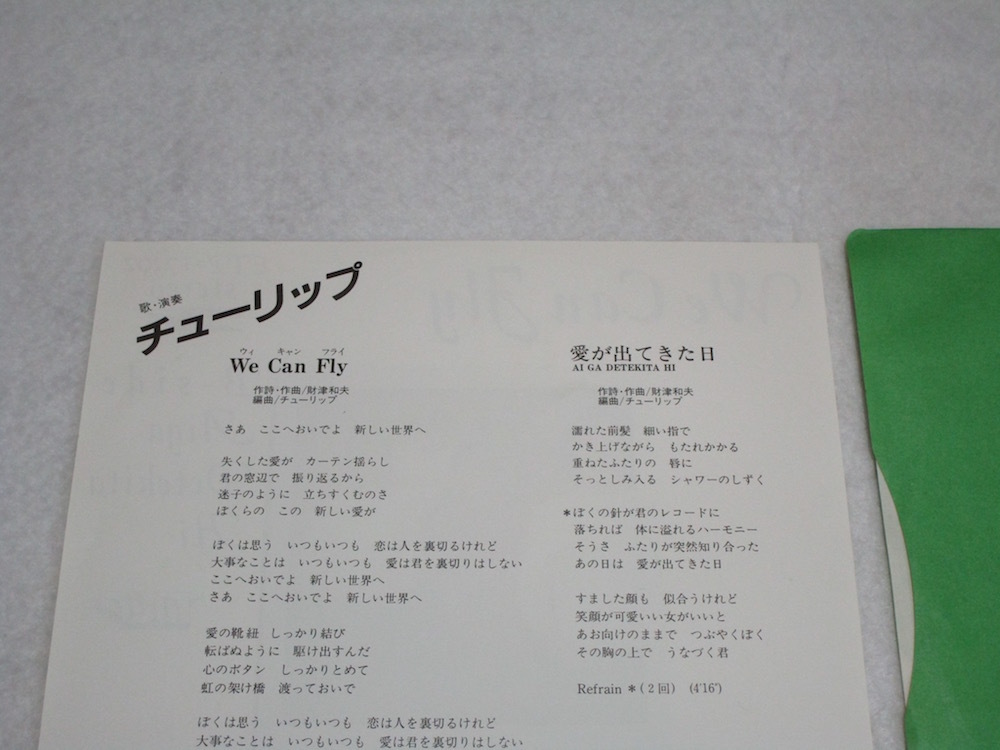 歌・演奏
チューリップ
ウィ キャン フライ
We Can Fly
作詩・作曲/財津和夫
編曲/チューリップ
さあ ここへおいでよ 新しい世界へ
失くした愛が カーテン揺らし
君の窓辺で 振り返るから
迷子のように 立ちすくむのさ
ぼくらの この 新しい愛が
ぼくは思う いつもいつも 恋は人を裏切るけれど
大事なことは いつもいつも 愛は君を裏切りはしない
ここへおいでよ 新しい世界へ
さあ ここへおいでよ 新しい世界へ
愛の靴紐 しっかり結び
転ばぬように 駆け出すんだ
心のボタン しっかりとめて
虹の架け橋 渡っておいで
ぼくは思う いつもいつも 恋は人を裏切るけれど
大事なことは いつもいつも 愛は君を裏切りはしない
愛が出てきた日
AI GA DETEKITA HI
作詩・作曲/財津和夫
編曲/チューリップ
濡れた前髪 細い指で
かき上げながら もたれかかる
重ねたふたりの 唇に
そっとしみ入る シャワーのしずく
*ぼくの針が君のレコードに
落ちれば 体に溢れるハーモニー
そうさ ふたりが突然知り合った
あの日は 愛が出てきた日
すました顔も 似合うけれど
笑顔が可愛いい女がいいと
あお向けのままで つぶやくぼく
その胸の上で うなづく君
Refrain *(2回) (4'16")